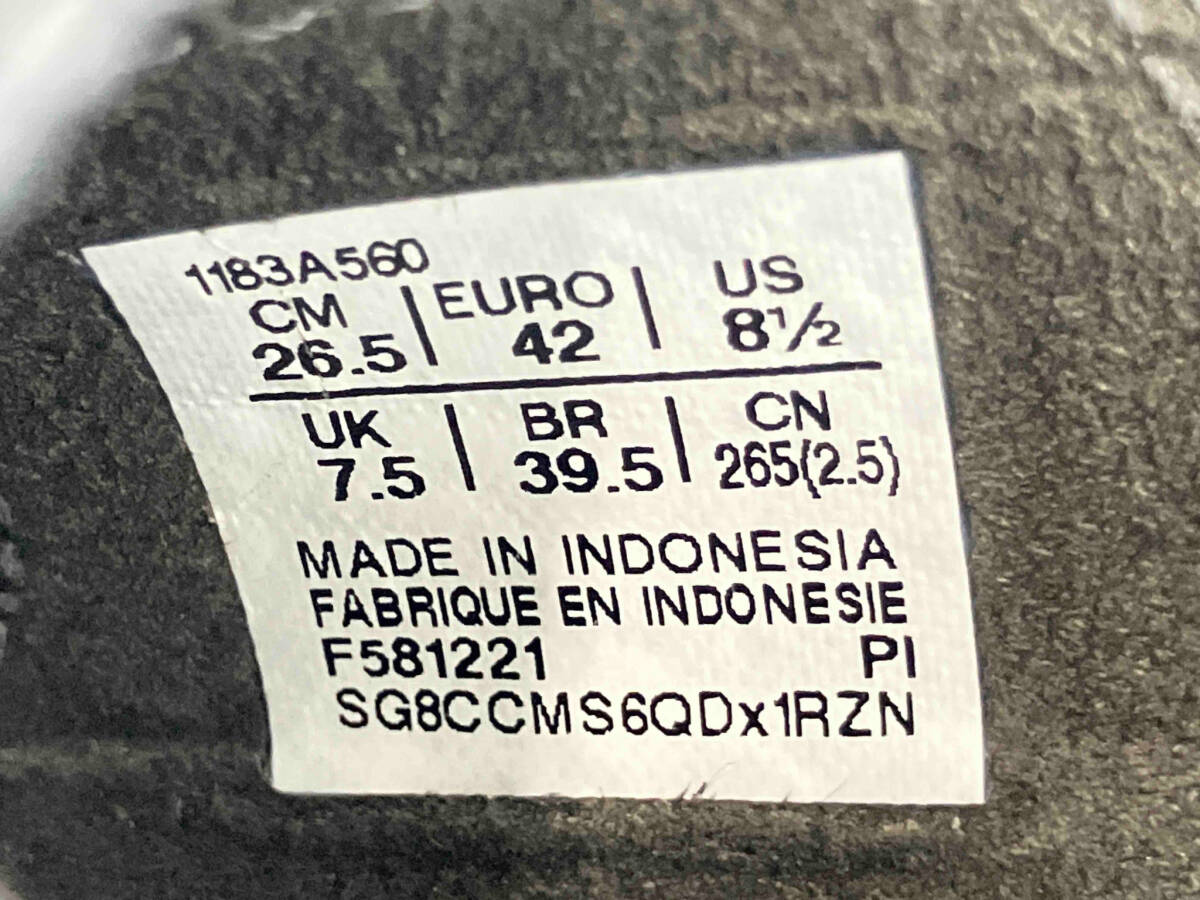 1183A560
CM | EURO | US
26.5 | 42 | 8½
UK | BR | CN
7.5 | 39.5 | 265(2.5)
MADE IN INDONESIA
FABRIQUE EN INDONESIE
F581221 PI
SG8CCMS6QDx1RZN